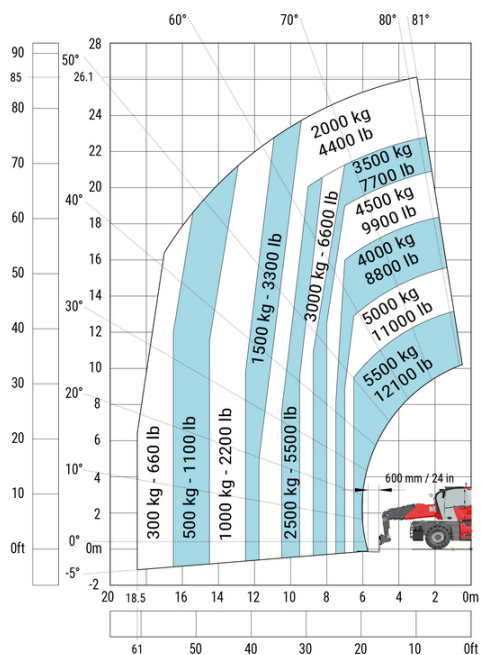 60°
70°
80°
81°
90
28
50°
85
26.1
80
24
2000 kg
4400 lb
70
22
3500 kg
7700 lb
20
4500 kg
9900 lb
40°
60
18
3000 kg - 6600 lb
4000 kg
8800 lb
50
16
1500 kg - 3300 lb
14
30°
5000 kg
11000 lb
40
12
30
10
5500 kg
12100 lb
20°
8
20
6
300 kg - 660 lb
500 kg - 1100 lb
1000 kg - 2200 lb
2500 kg - 5500 lb
10°
4
600 mm / 24 in
10
2
0ft
0°
0m
-5°
-2
20
18.5
16
14
12
10
8
6
4
2
0m
61
50
40
30
20
10
0ft